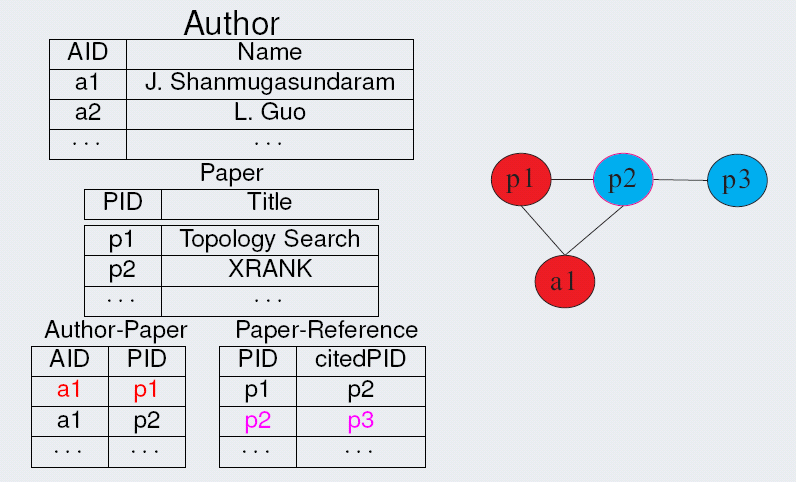 Author
AID Name
a1 J. Shanmugasundaram
a2 L. Guo
... ...
Paper
PID Title
p1 Topology Search
p2 XRANK
... ...
Author-Paper
AID PID
a1 p1
a1 p2
... ...
Paper-Reference
PID citedPID
p1 p2
p2 p3
... ...
p1 p2 p3
a1